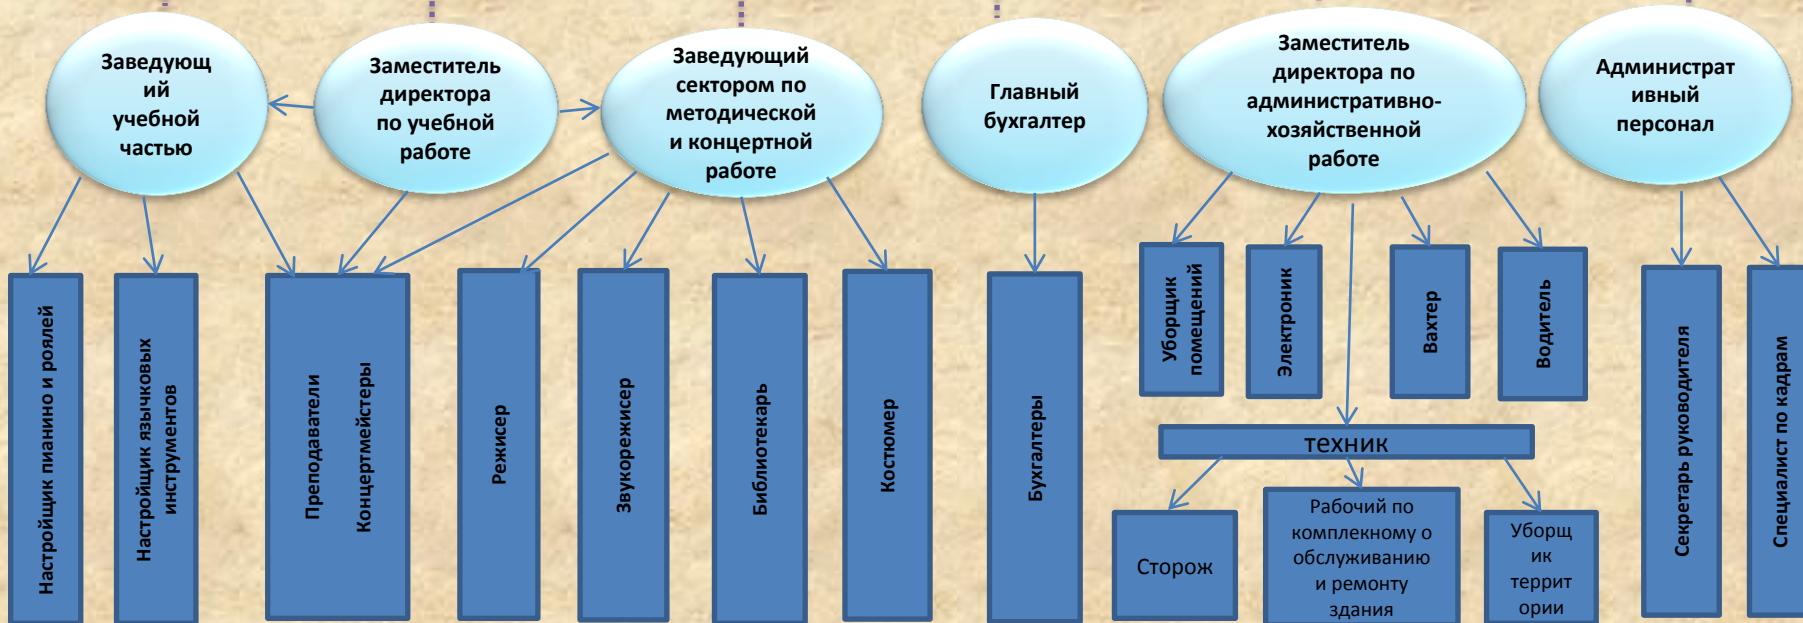 Заведующ
ий
учебной
частью
Заместитель
директора
по учебной
работе
Заведующий
сектором по
методической
и концертной
работе
Главный
бухгалтер
Заместитель
директора по
административно-
хозяйственной
работе
Администрат
ивный
персонал
Настройщик пианино и роялей
Настройщик язычковых
инструментов
Преподаватели
Концертмейстеры
Режисер
Звукорежисер
Библиотекарь
Костюмер
Бухгалтеры
Уборщик
помещений
Электроник
Вахтер
Водитель
техник
Сторож
Рабочий по
комплекному о
обслуживанию
и ремонту
здания
Уборщ
ик
террит
ории
Секретарь руководителя
Специалист по кадрам